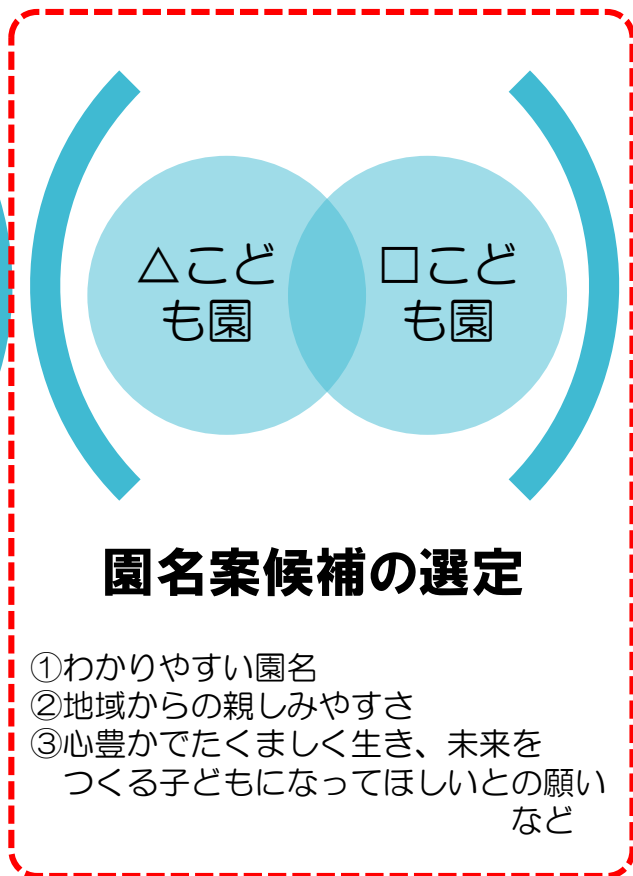 △こど
も園
□こど
も園
園名案候補の選定
①わかりやすい園名
②地域からの親しみやすさ
③心豊かでたくましく生き、未来を
つくる子どもになってほしいとの願い
など